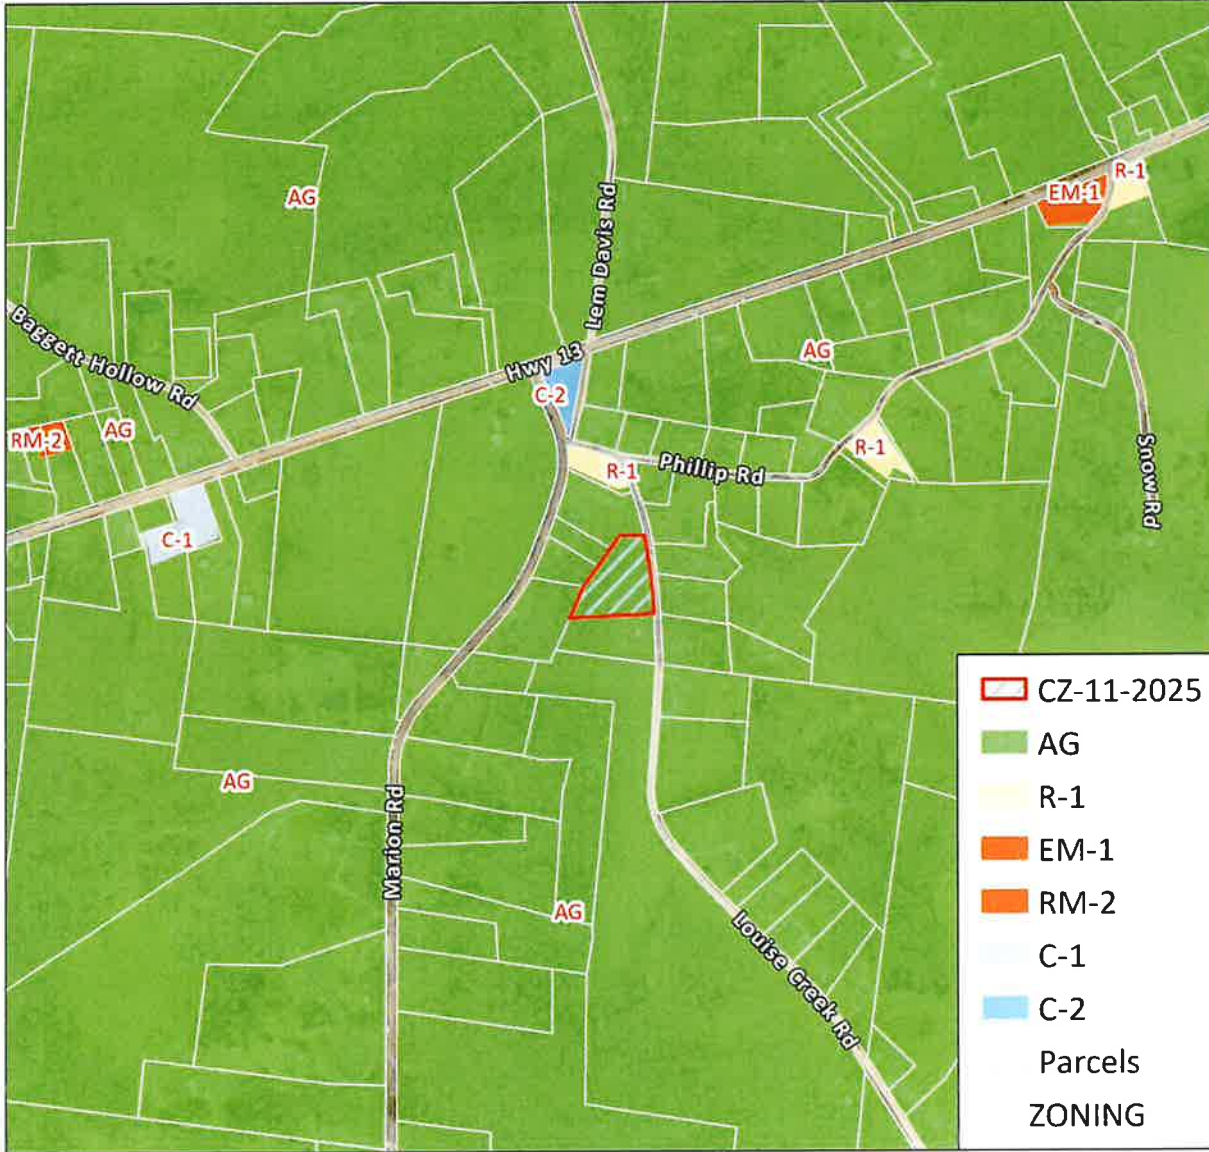 R-1
EM-1
AG
Lem Davis Rd
Baggett Hollow Rd
Hwy 13
AG
C-2
RM-2
AG
R-1
R-1
Phillip Rd
Snow Rd
C-1
AG
Marion Rd
AG
Louise Creek Rd
CZ-11-2025
AG
R-1
EM-1
RM-2
C-1
C-2
Parcels
ZONING